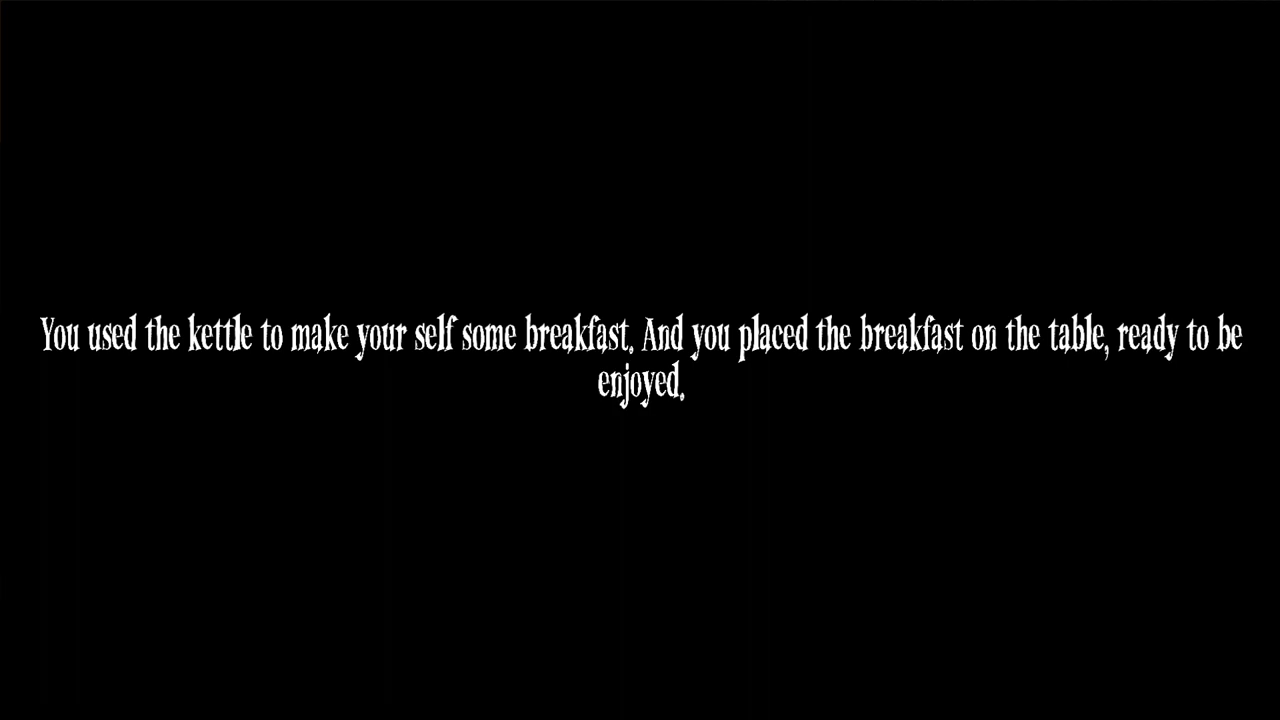 You used the kettle to make your self some breakfast. And you placed the breakfast on the table, ready to be
enjoyed.